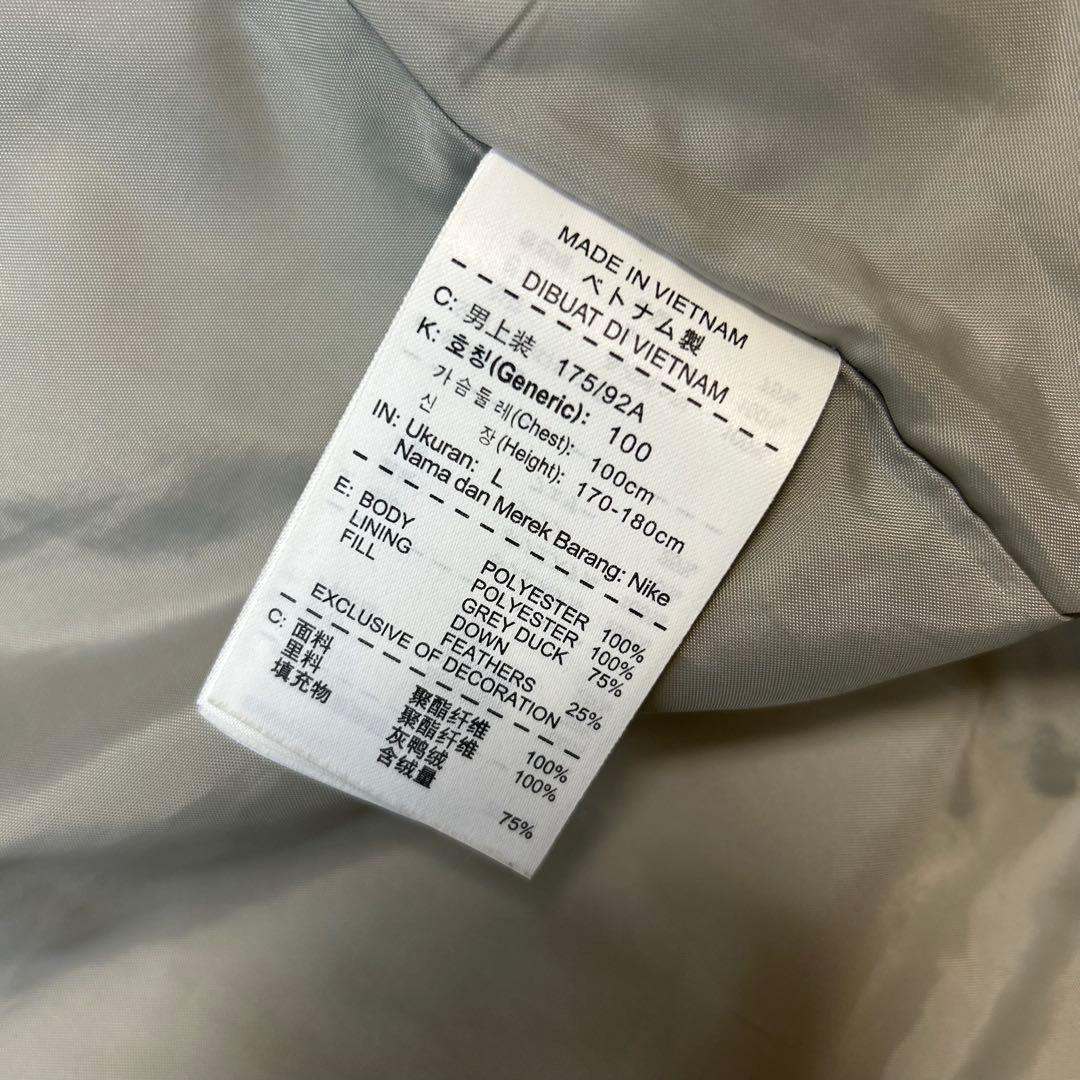 MADE IN VIETNAM
ベトナム製
DIBUAT DI VIETNAM
C: 男上装 175/92A
K: 호칭(Generic): 100
가슴둘레(Chest): 100cm
신 장(Height): 170-180cm
IN: Ukuran: L
Nama dan Merek Barang: Nike
E: BODY POLYESTER 100%
LINING POLYESTER 100%
FILL GREY DUCK 75%
DOWN
FEATHERS 25%
EXCLUSIVE OF DECORATION
C: 面料 聚酯纤维 100%
里料 聚酯纤维 100%
填充物 灰鸭绒
含绒量 75%